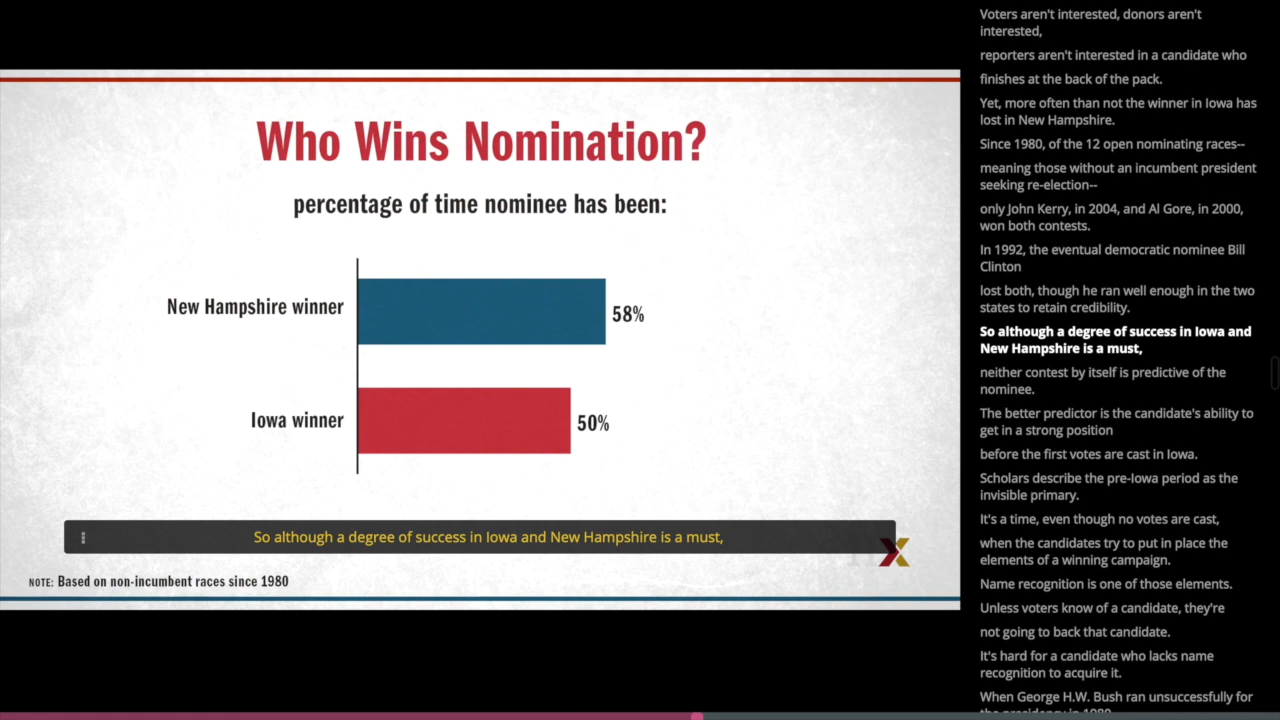 Who Wins Nomination?
percentage of time nominee has been:
New Hampshire winner
58%
Iowa winner
50%
So although a degree of success in Iowa and New Hampshire is a must,
NOTE: Based on non-incumbent races since 1980
Voters aren't interested, donors aren't
interested,
reporters aren't interested in a candidate who
finishes at the back of the pack.
Yet, more often than not the winner in Iowa has
lost in New Hampshire.
Since 1980, of the 12 open nominating races--
meaning those without an incumbent president
seeking re-election--
only John Kerry, in 2004, and Al Gore, in 2000,
won both contests.
In 1992, the eventual democratic nominee Bill
Clinton
lost both, though he ran well enough in the two
states to retain credibility.
So although a degree of success in Iowa and
New Hampshire is a must,
neither contest by itself is predictive of the
nominee.
The better predictor is the candidate's ability to
get in a strong position
before the first votes are cast in Iowa.
Scholars describe the pre-Iowa period as the
invisible primary.
It's a time, even though no votes are cast,
when the candidates try to put in place the
elements of a winning campaign.
Name recognition is one of those elements.
Unless voters know of a candidate, they're
not going to back that candidate.
It's hard for a candidate who lacks name
recognition to acquire it.
When George H.W. Bush ran unsuccessfully for
the presidency in 1980